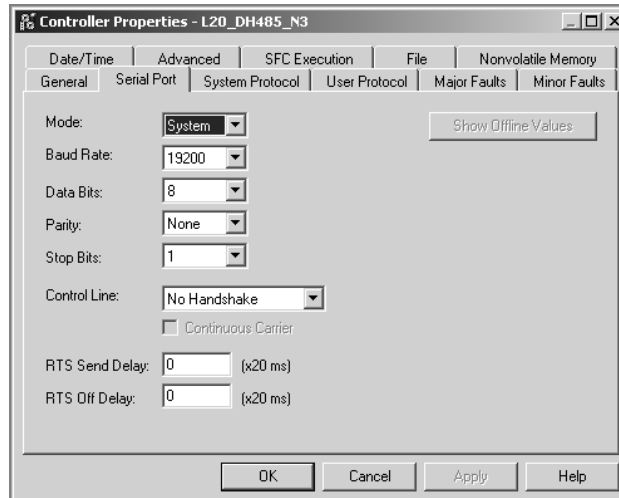 Controller Properties - L20_DH485_N3
Date/Time Advanced SFC Execution File Nonvolatile Memory
General Serial Port System Protocol User Protocol Major Faults Minor Faults
Mode: System Show Offline Values
Baud Rate: 19200
Data Bits: 8
Parity: None
Stop Bits: 1
Control Line: No Handshake
Continuous Carrier
RTS Send Delay: 0 (x20 ms)
RTS Off Delay: 0 (x20 ms)
OK Cancel Apply Help